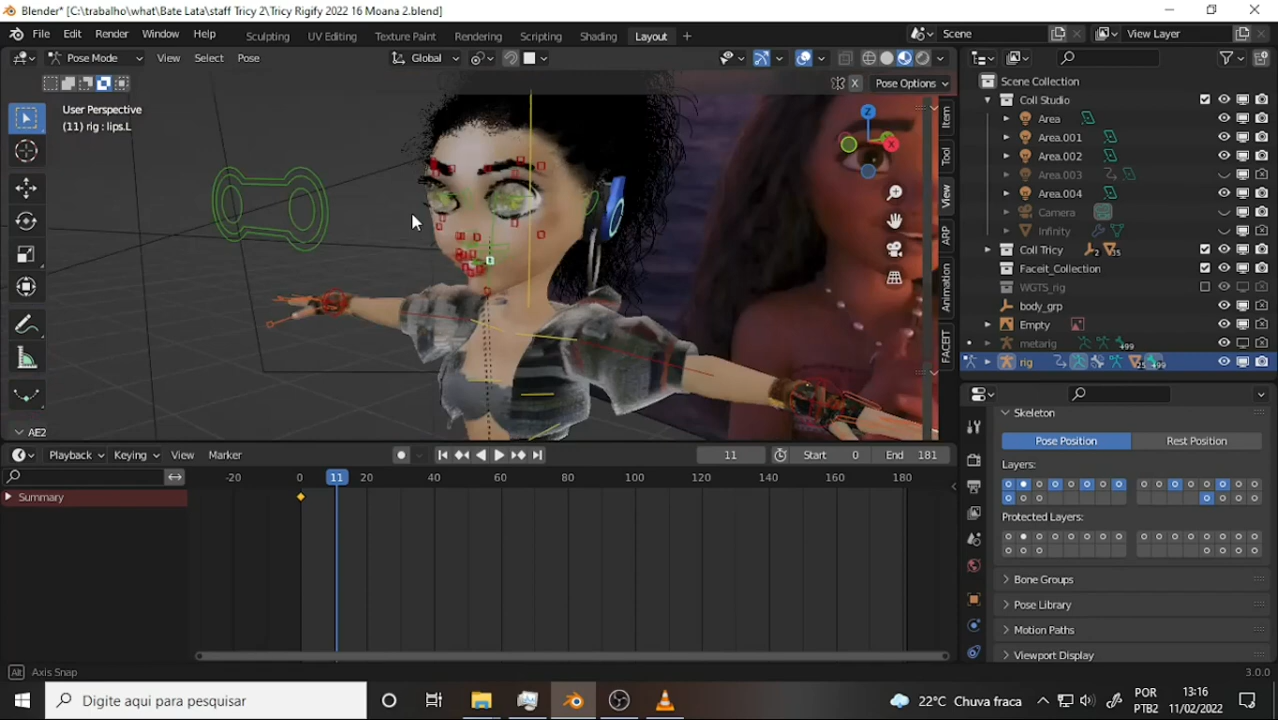 Blender* [C:\trabalho\what\Bate Lata\staff Tricy 2\Tricy Rigify 2022 16 Moana 2.blend]
File Edit Render Window Help Sculpting UV Editing Texture Paint Rendering Scripting Shading Layout + Scene View Layer
Pose Mode View Select Pose Global
X Pose Options
User Perspective
(11) rig : lips.L
Z
Item
Tool
View
ARP
Animation
FACEIT
AE2
Scene Collection
Coll Studio
Area
Area.001
Area.002
Area.003
Area.004
Camera
Infinity
Coll Tricy 2 35
Faceit_Collection
WGTS_rig
body_grp
Empty
metarig +99
rig 25 +99
Skeleton
Pose Position Rest Position
Layers:
Protected Layers:
Bone Groups
Pose Library
Motion Paths
Viewport Display
Playback Keying View Marker 11 Start 0 End 181
-20 0 11 20 40 60 80 100 120 140 160 180
Summary
Alt Axis Snap 3.0.0
Digite aqui para pesquisar 22°C Chuva fraca POR PTB2 13:16 11/02/2022